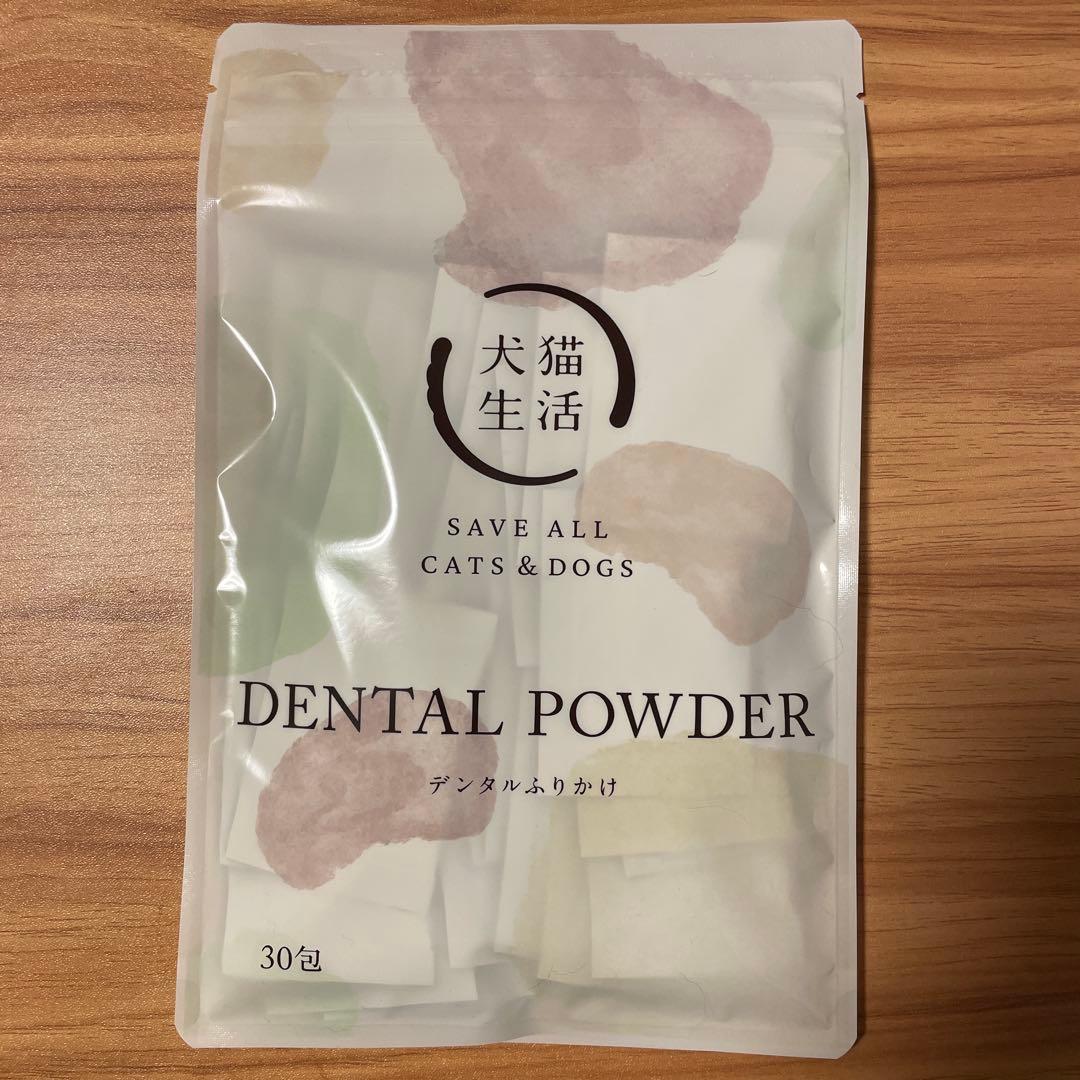 犬猫
生活
SAVE ALL
CATS & DOGS
DENTAL POWDER
デンタルふりかけ
30包